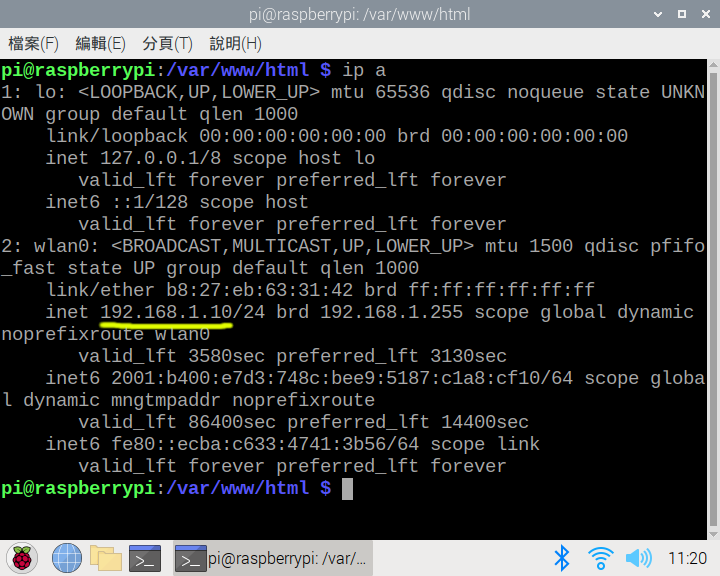 pi@raspberrypi: /var/www/html
檔案(F) 編輯(E) 分頁(T) 說明(H)
pi@raspberrypi:/var/www/html $ ip a
1: lo: <LOOPBACK,UP,LOWER_UP> mtu 65536 qdisc noqueue state UNKN
OWN group default qlen 1000
    link/loopback 00:00:00:00:00:00 brd 00:00:00:00:00:00
    inet 127.0.0.1/8 scope host lo
       valid_lft forever preferred_lft forever
    inet6 ::1/128 scope host
       valid_lft forever preferred_lft forever
2: wlan0: <BROADCAST,MULTICAST,UP,LOWER_UP> mtu 1500 qdisc pfifo
_fast state UP group default qlen 1000
    link/ether b8:27:eb:63:31:42 brd ff:ff:ff:ff:ff:ff
    inet 192.168.1.10/24 brd 192.168.1.255 scope global dynamic
noprefixroute wlan0
       valid_lft 3580sec preferred_lft 3130sec
    inet6 2001:b400:e7d3:748c:bee9:5187:c1a8:cf10/64 scope globa
l dynamic mngtmpaddr noprefixroute
       valid_lft 86400sec preferred_lft 14400sec
    inet6 fe80::ecba:c633:4741:3b56/64 scope link
       valid_lft forever preferred_lft forever
pi@raspberrypi:/var/www/html $
pi@raspberrypi: /var/... 11:20